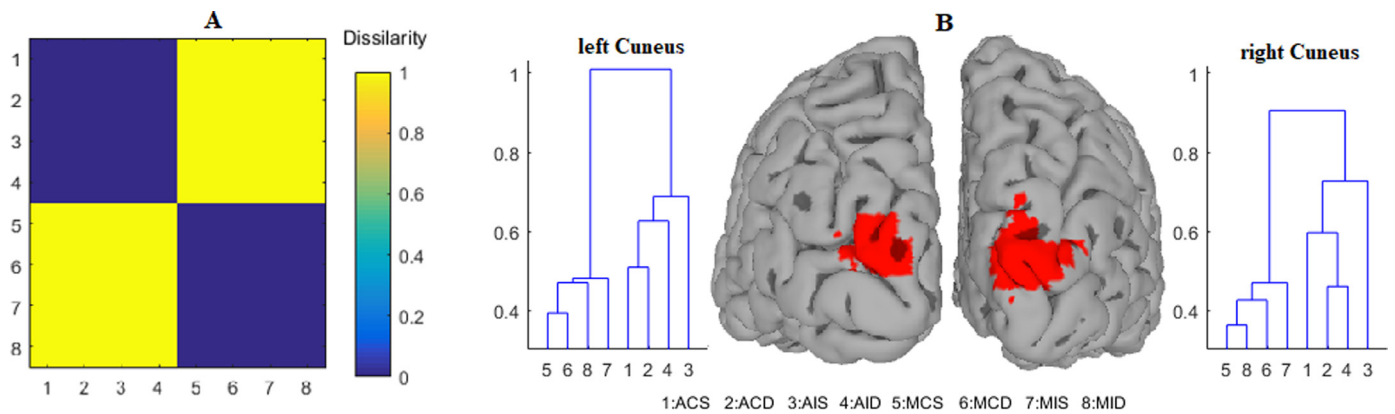 A
B
Dissilarity
left Cuneus
right Cuneus
1
2
3
4
5
6
7
8
1 2 3 4 5 6 7 8
1
0.8
0.6
0.4
0.2
0
1
0.8
0.6
0.4
5 6 8 7 1 2 4 3
1
0.8
0.6
0.4
5 8 6 7 1 2 4 3
1:ACS 2:ACD 3:AIS 4:AID 5:MCS 6:MCD 7:MIS 8:MID